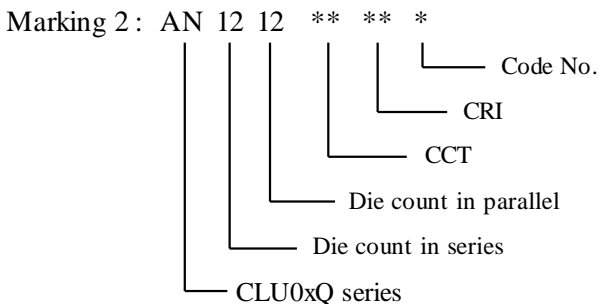 Marking 2 : AN 12 12 ** ** *
Code No.
CRI
CCT
Die count in parallel
Die count in series
CLU0xQ series